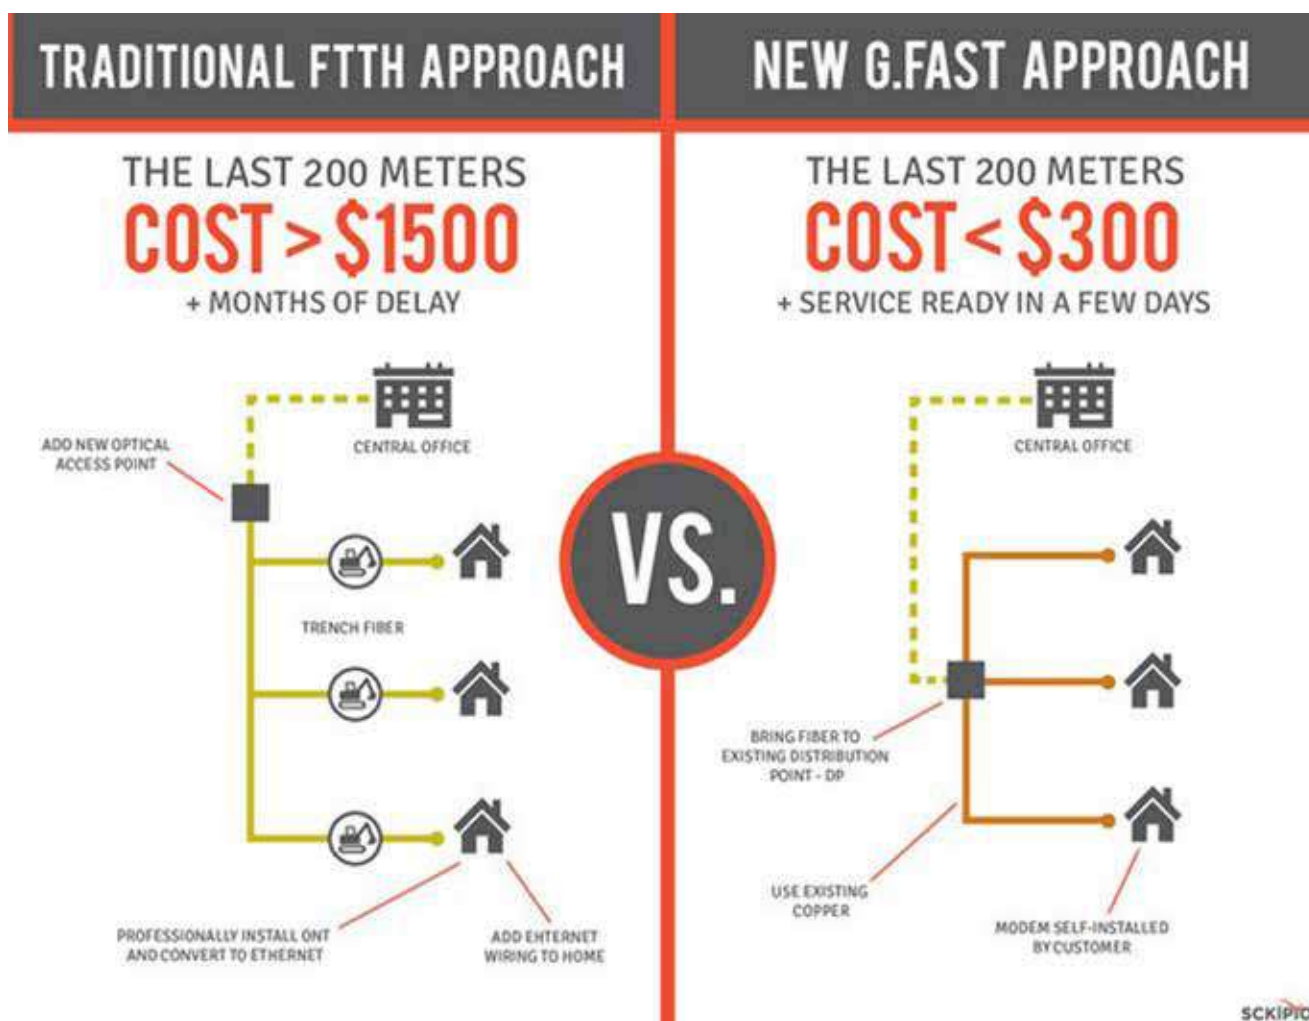 TRADITIONAL FTTH APPROACH
THE LAST 200 METERS
COST > $1500
+ MONTHS OF DELAY
CENTRAL OFFICE
ADD NEW OPTICAL
ACCESS POINT
TRENCH FIBER
PROFESSIONALLY INSTALL ONT
AND CONVERT TO ETHERNET
ADD EHTERNET
WIRING TO HOME
VS.
NEW G.FAST APPROACH
THE LAST 200 METERS
COST < $300
+ SERVICE READY IN A FEW DAYS
CENTRAL OFFICE
BRING FIBER TO
EXISTING DISTRIBUTION
POINT - DP
USE EXISTING
COPPER
MODEM SELF-INSTALLED
BY CUSTOMER
SCKIPIO